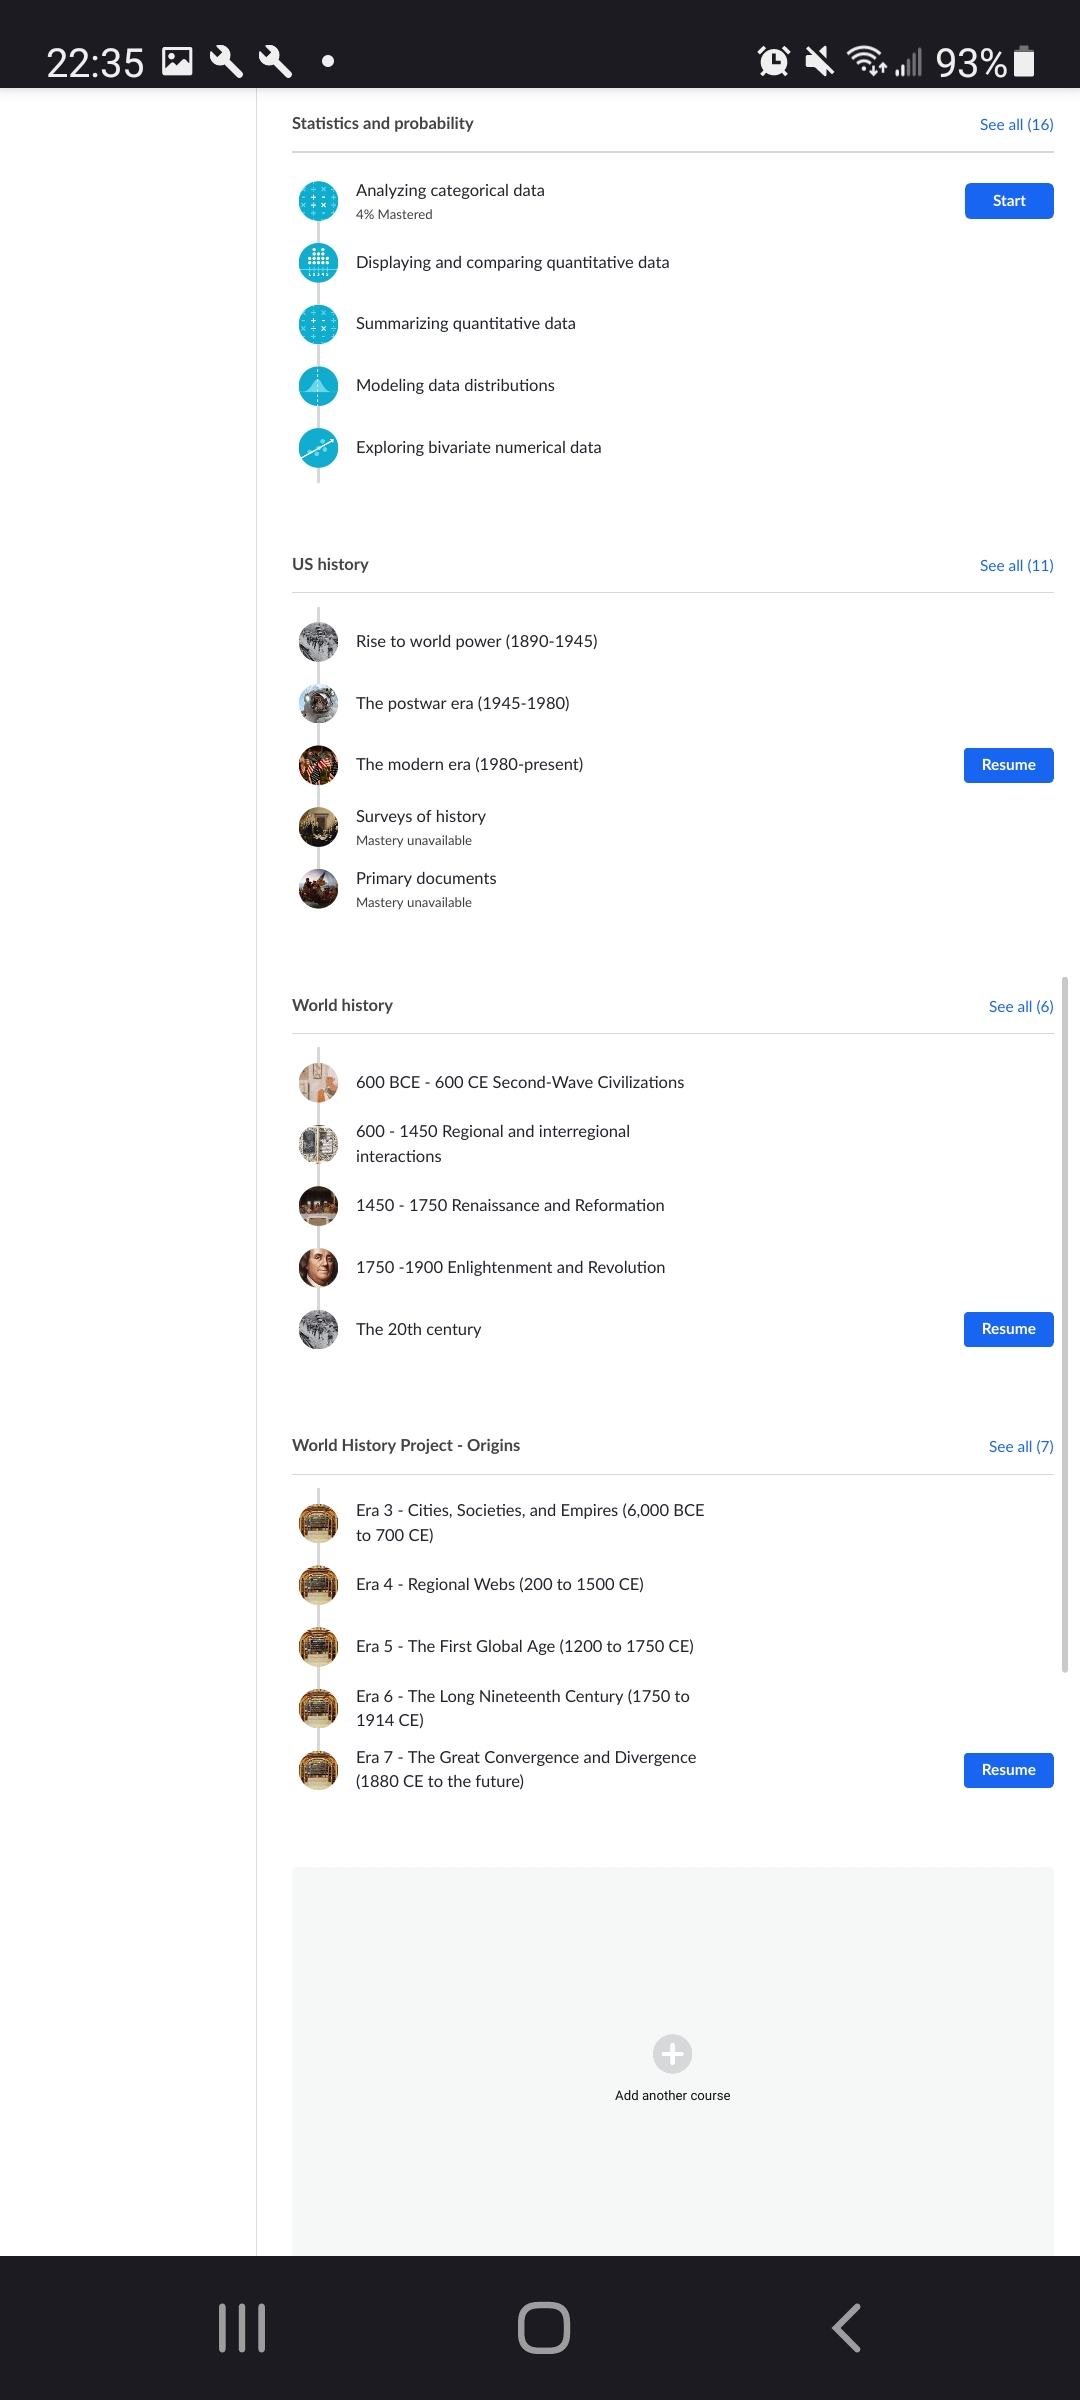 22:35
93%
Statistics and probability
See all (16)
Analyzing categorical data
Start
4% Mastered
Displaying and comparing quantitative data
Summarizing quantitative data
Modeling data distributions
Exploring bivariate numerical data
US history
See all (11)
Rise to world power (1890-1945)
The postwar era (1945-1980)
The modern era (1980-present)
Resume
Surveys of history
Mastery unavailable
Primary documents
Mastery unavailable
World history
See all (6)
600 BCE - 600 CE Second-Wave Civilizations
600 - 1450 Regional and interregional
interactions
1450 - 1750 Renaissance and Reformation
1750 -1900 Enlightenment and Revolution
The 20th century
Resume
World History Project - Origins
See all (7)
Era 3 - Cities, Societies, and Empires (6,000 BCE
to 700 CE)
Era 4 - Regional Webs (200 to 1500 CE)
Era 5 - The First Global Age (1200 to 1750 CE)
Era 6 - The Long Nineteenth Century (1750 to
1914 CE)
Era 7 - The Great Convergence and Divergence
(1880 CE to the future)
Resume
Add another course